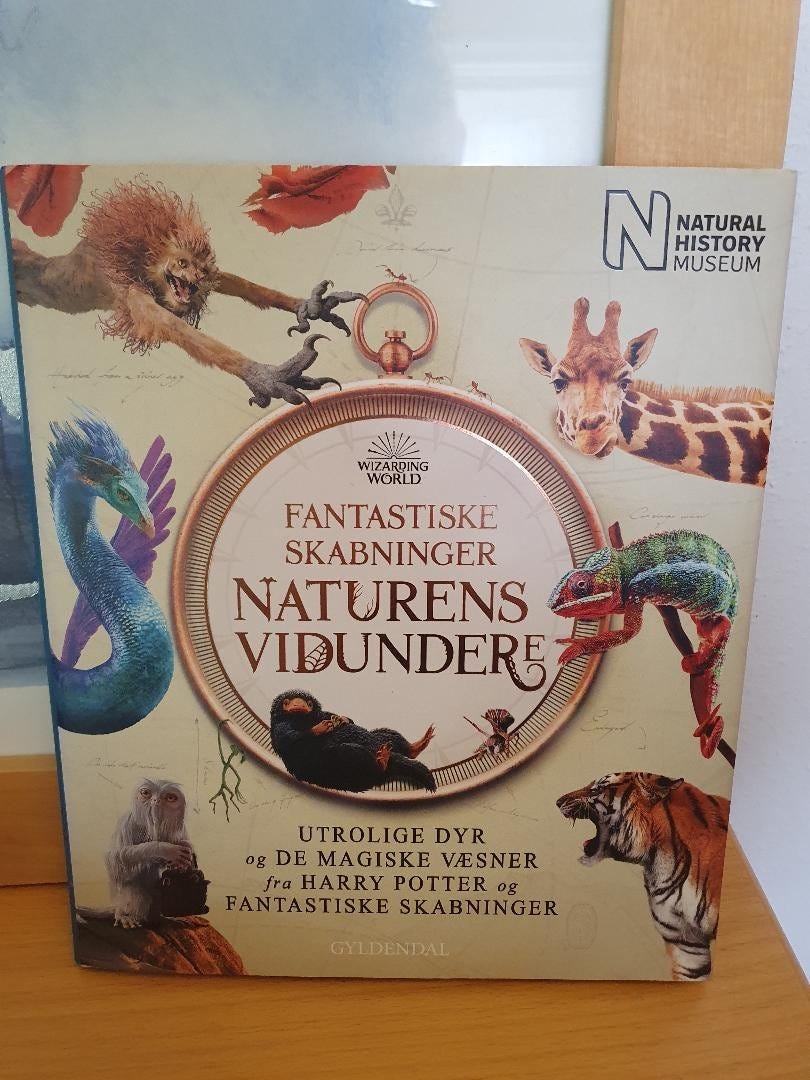 NATURAL
HISTORY
MUSEUM
WIZARDING
WORLD
FANTASTISKE
SKABNINGER
NATURENS
VIDUNDERE
UTROLIGE DYR
og DE MAGISKE VÆSNER
fra HARRY POTTER og
FANTASTISKE SKABNINGER
GYLDENDAL